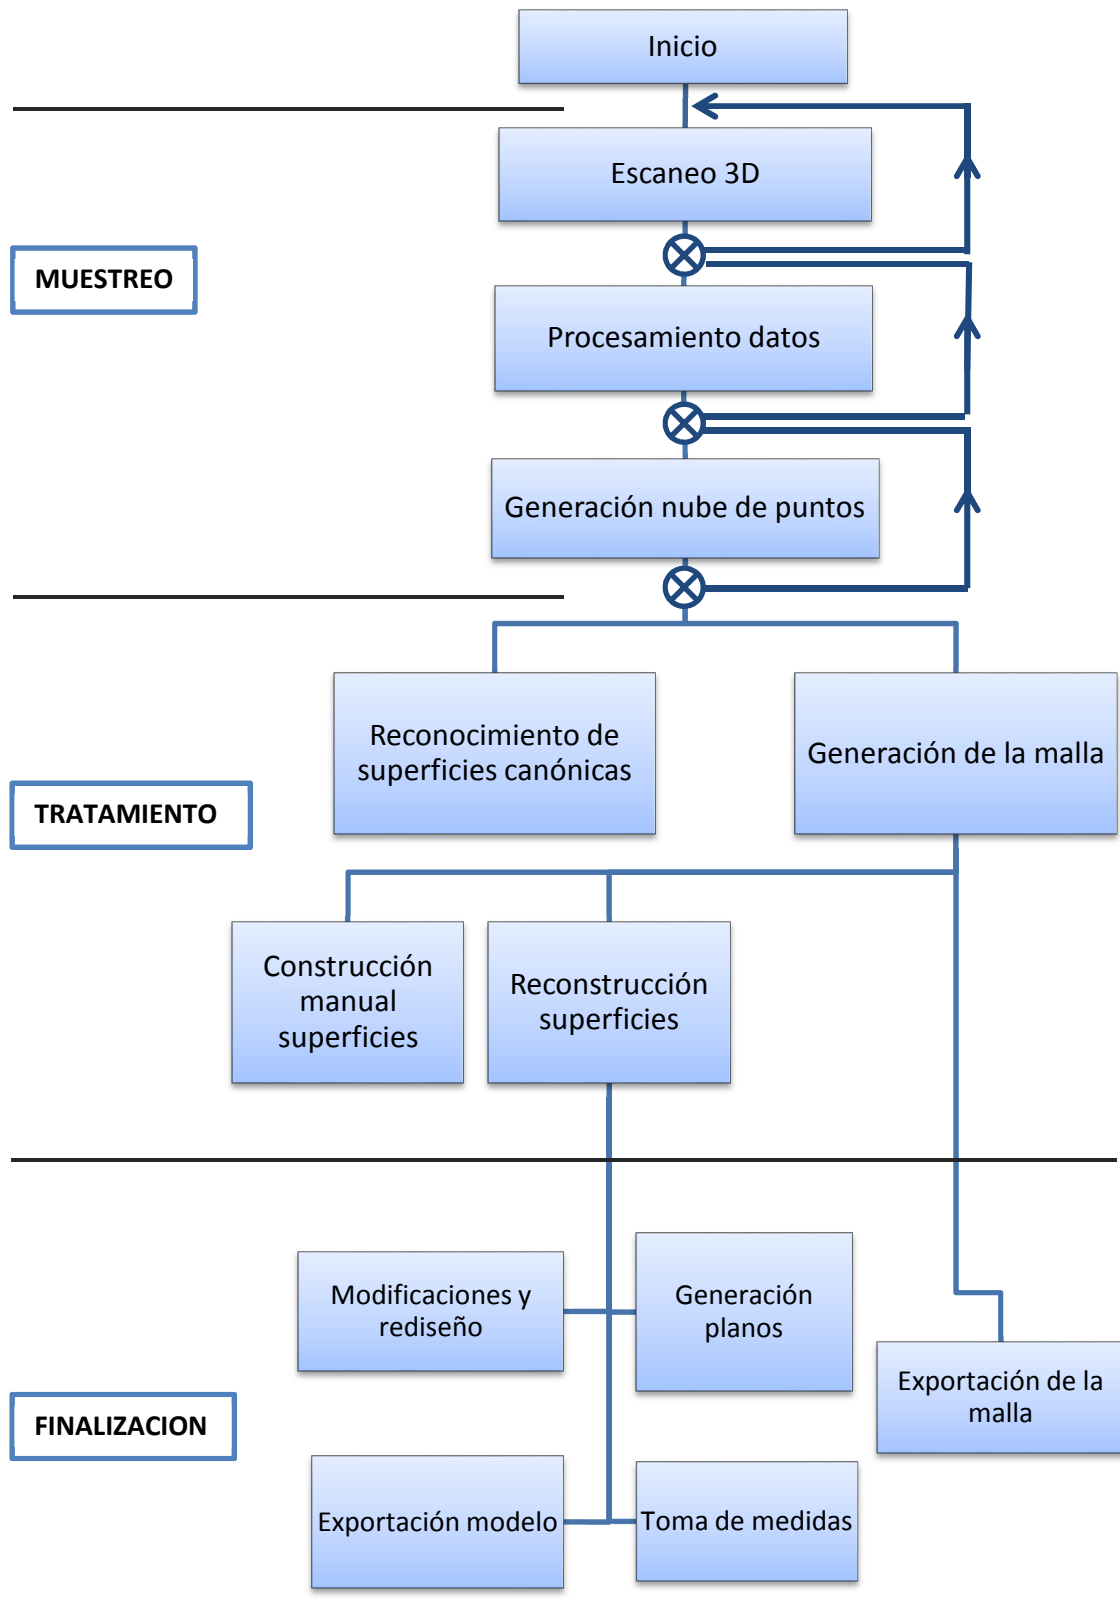 Inicio
Escaneo 3D
MUESTREO
Procesamiento datos
Generación nube de puntos
Reconocimiento de
superficies canónicas
Generación de la malla
TRATAMIENTO
Construcción
manual
superficies
Reconstrucción
superficies
Modificaciones y
rediseño
Generación
planos
Exportación de la
malla
FINALIZACION
Exportación modelo
Toma de medidas